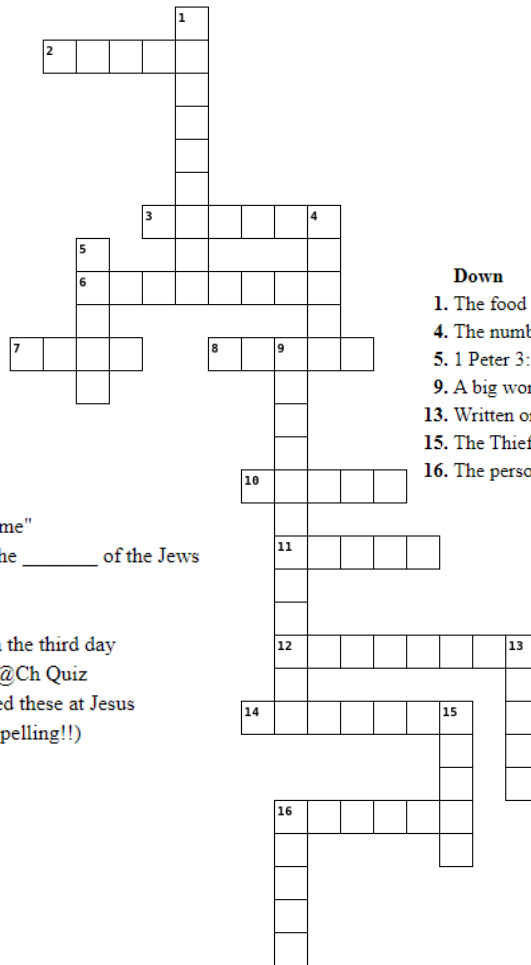 1
2
3
4
5
6
7
8
9
10
11
12
13
14
15
16
Down
1. The food
4. The numb
5. 1 Peter 3:
9. A big wor
13. Written o
15. The Thief
16. The perso
me"
he ________ of the Jews
the third day
@Ch Quiz
ed these at Jesus
pelling!!)